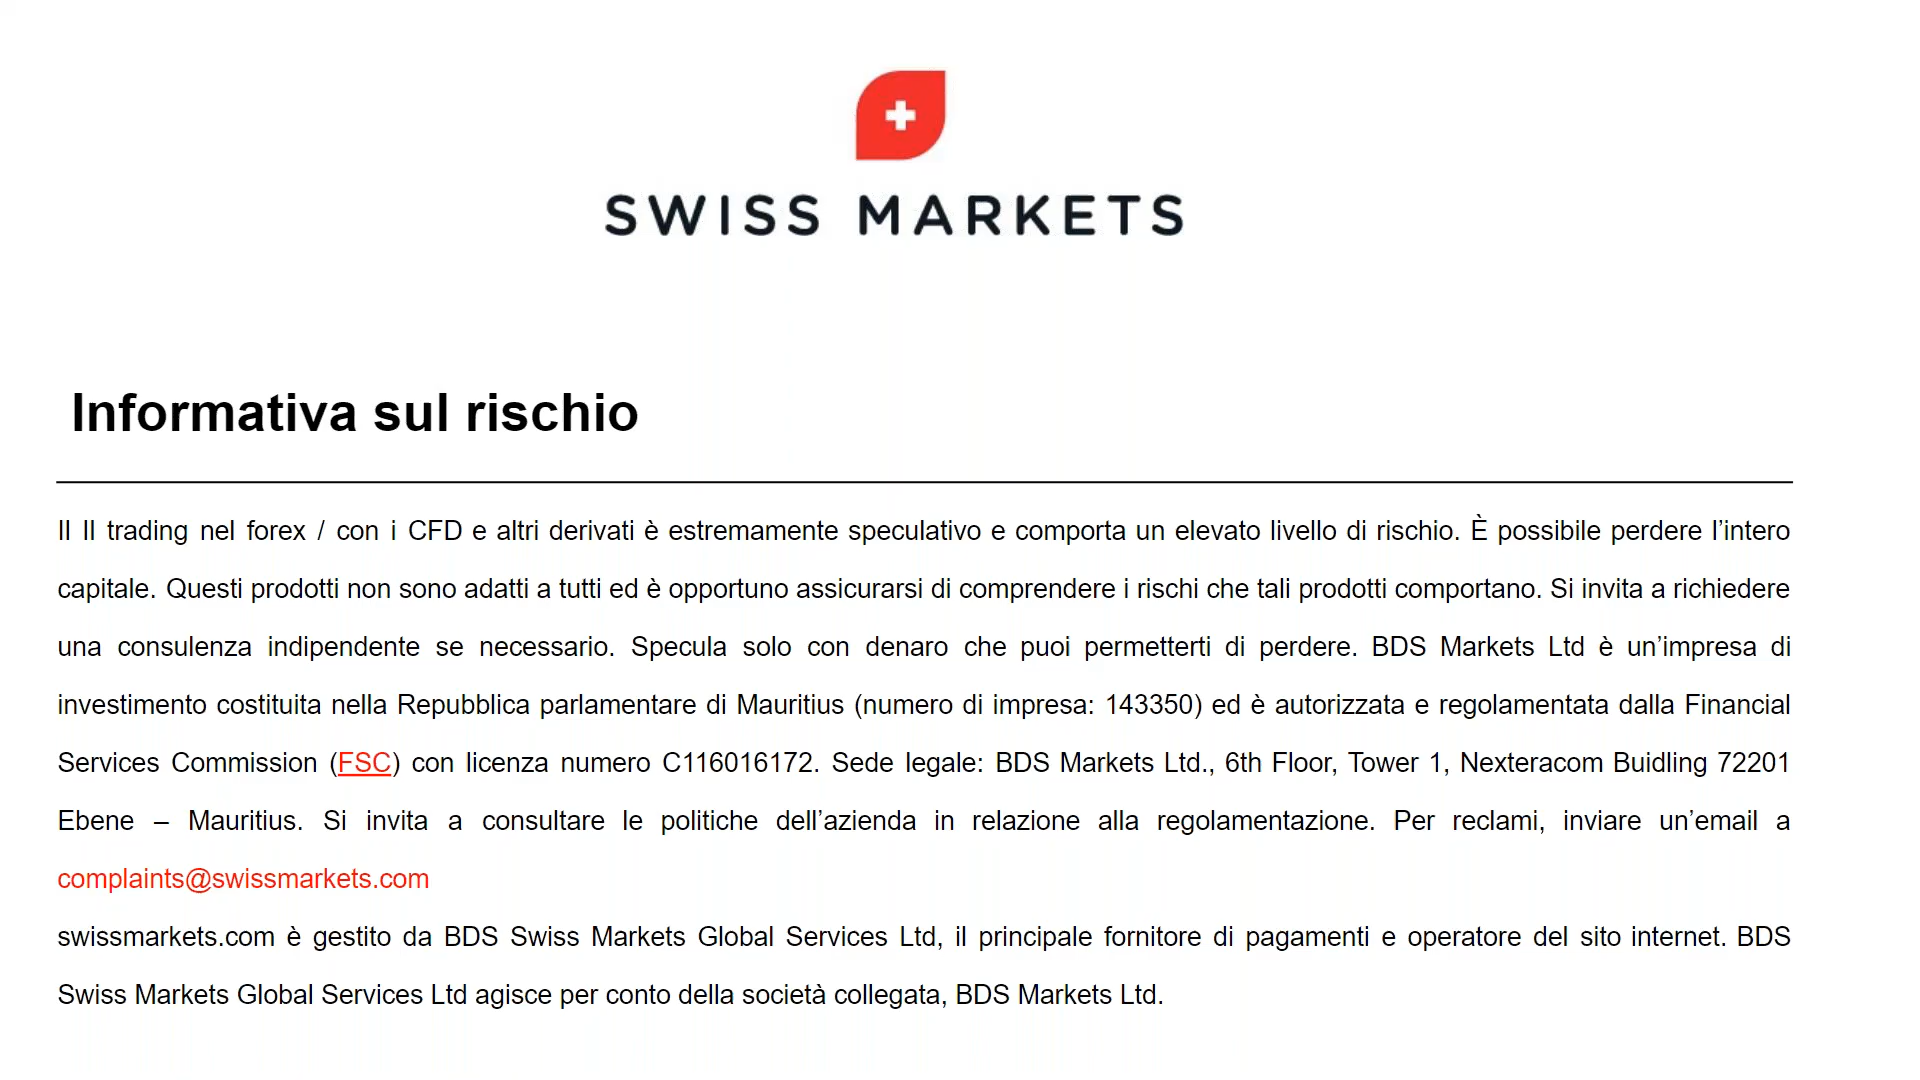 SWISS MARKETS
Informativa sul rischio
Il Il trading nel forex / con i CFD e altri derivati è estremamente speculativo e comporta un elevato livello di rischio. È possibile perdere l’intero
capitale. Questi prodotti non sono adatti a tutti ed è opportuno assicurarsi di comprendere i rischi che tali prodotti comportano. Si invita a richiedere
una consulenza indipendente se necessario. Specula solo con denaro che puoi permetterti di perdere. BDS Markets Ltd è un’impresa di
investimento costituita nella Repubblica parlamentare di Mauritius (numero di impresa: 143350) ed è autorizzata e regolamentata dalla Financial
Services Commission (FSC) con licenza numero C116016172. Sede legale: BDS Markets Ltd., 6th Floor, Tower 1, Nexteracom Buidling 72201
Ebene – Mauritius. Si invita a consultare le politiche dell’azienda in relazione alla regolamentazione. Per reclami, inviare un’email a
complaints@swissmarkets.com
swissmarkets.com è gestito da BDS Swiss Markets Global Services Ltd, il principale fornitore di pagamenti e operatore del sito internet. BDS
Swiss Markets Global Services Ltd agisce per conto della società collegata, BDS Markets Ltd.